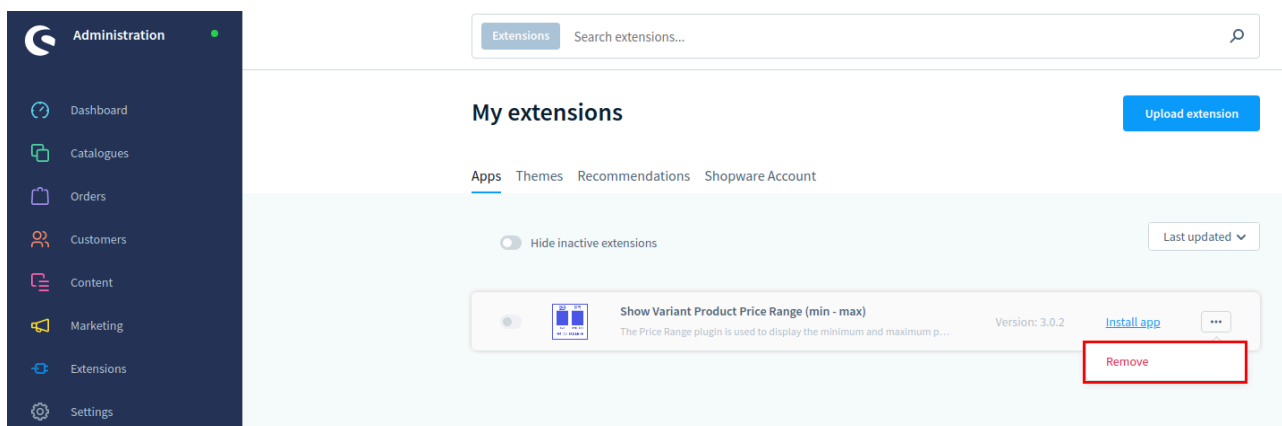 Administration
Dashboard
Catalogues
Orders
Customers
Content
Marketing
Extensions
Settings
Extensions Search extensions...
My extensions
Upload extension
Apps Themes Recommendations Shopware Account
Hide inactive extensions
Last updated
Show Variant Product Price Range (min - max)
The Price Range plugin is used to display the minimum and maximum p...
Version: 3.0.2
Install app
Remove